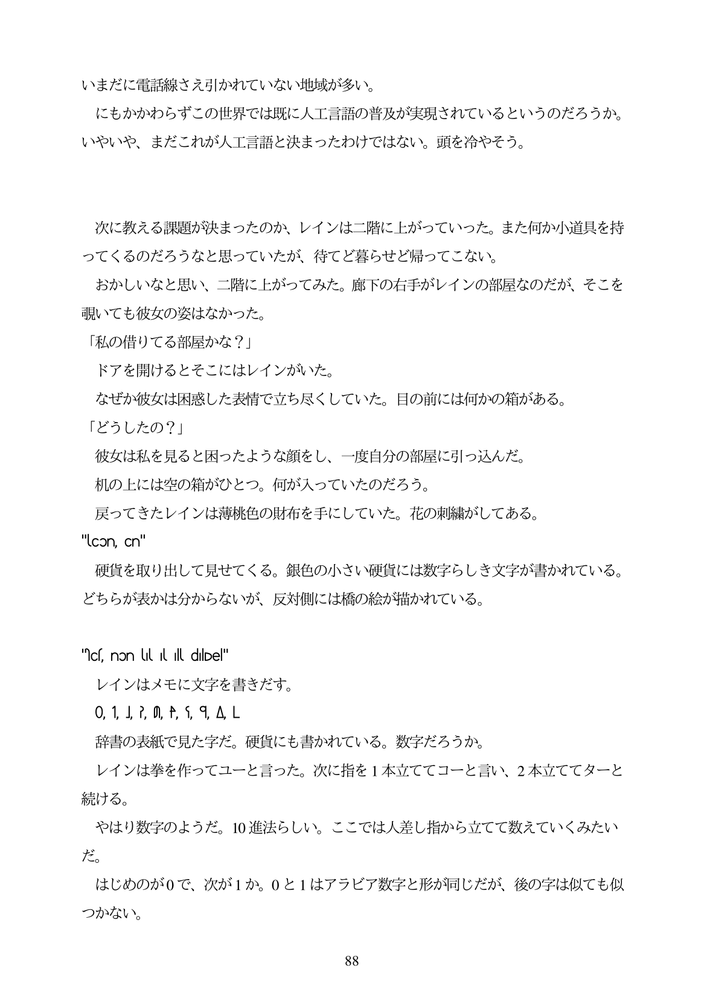 いまだに電話線さえ引かれていない地域が多い。
にもかかわらずこの世界では既に人工言語の普及が実現されているというのだろうか。
いやいや、まだこれが人工言語と決まったわけではない。頭を冷やそう。
次に教える課題が決まったのか、レインは二階に上がっていった。また何か小道具を持
ってくるのだろうなと思っていたが、待てど暮らせど帰ってこない。
おかしいなと思い、二階に上がってみた。廊下の右手がレインの部屋なのだが、そこを
覗いても彼女の姿はなかった。
「私の借りてる部屋かな？」
ドアを開けるとそこにはレインがいた。
なぜか彼女は困惑した表情で立ち尽くしていた。目の前には何かの箱がある。
「どうしたの？」
彼女は私を見ると困ったような顔をし、一度自分の部屋に引っ込んだ。
机の上には空の箱がひとつ。何が入っていたのだろう。
戻ってきたレインは薄桃色の財布を手にしていた。花の刺繍がしてある。
硬貨を取り出して見せてくる。銀色の小さい硬貨には数字らしき文字が書かれている。
どちらが表かは分からないが、反対側には橋の絵が描かれている。
レインはメモに文字を書きだす。
0, 1,
辞書の表紙で見た字だ。硬貨にも書かれている。数字だろうか。
レインは拳を作ってユーと言った。次に指を 1 本立ててコーと言い、2 本立ててターと
続ける。
やはり数字のようだ。10 進法らしい。ここでは人差し指から立てて数えていくみたい
だ。
はじめのが 0 で、次が 1 か。0 と 1 はアラビア数字と形が同じだが、後の字は似ても似
つかない。
88